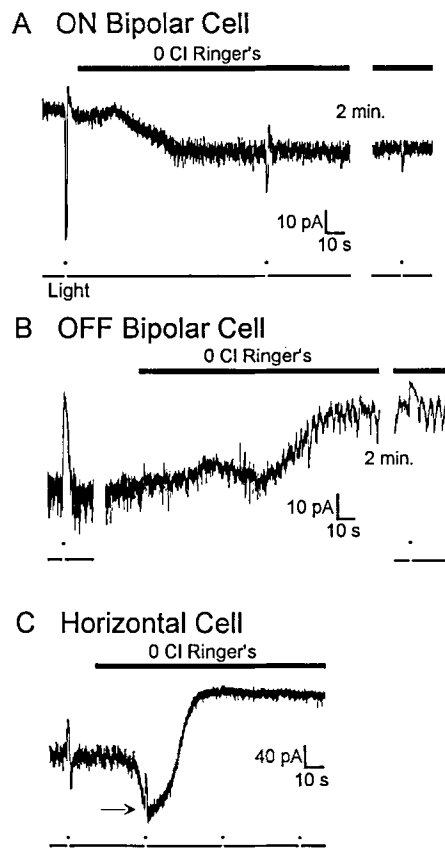 A ON Bipolar Cell
0 Cl Ringer's
2 min.
10 pA
10 s
Light
B OFF Bipolar Cell
0 Cl Ringer's
2 min.
10 pA
10 s
C Horizontal Cell
0 Cl Ringer's
40 pA
10 s